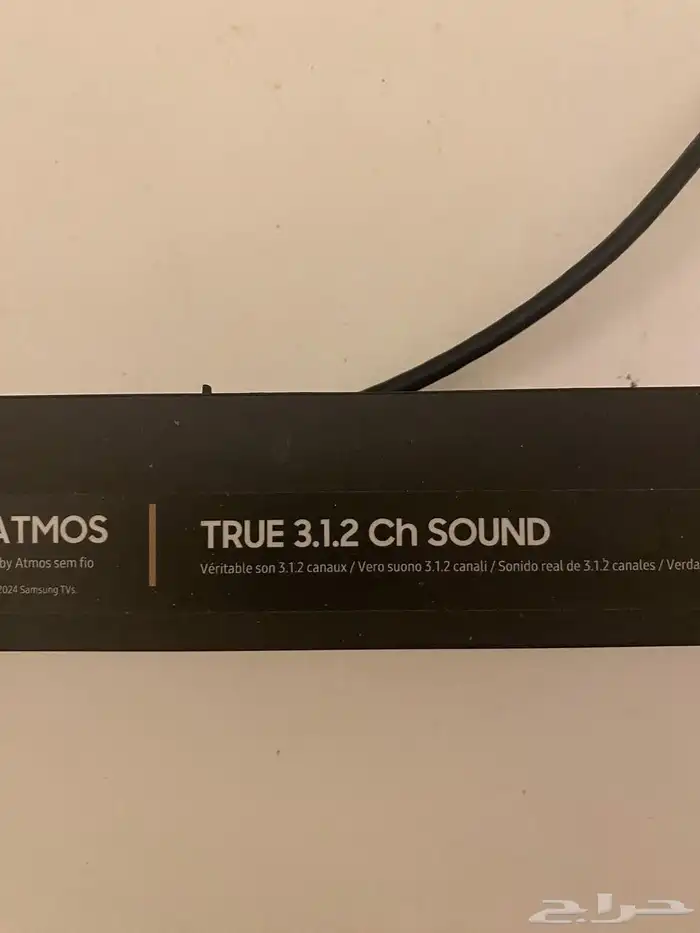 ATMOS
by Atmos sem fio
2024 Samsung TVs.
TRUE 3.1.2 Ch SOUND
Véritable son 3.1.2 canaux / Vero suono 3.1.2 canali / Sonido real de 3.1.2 canales / Verda
حراج